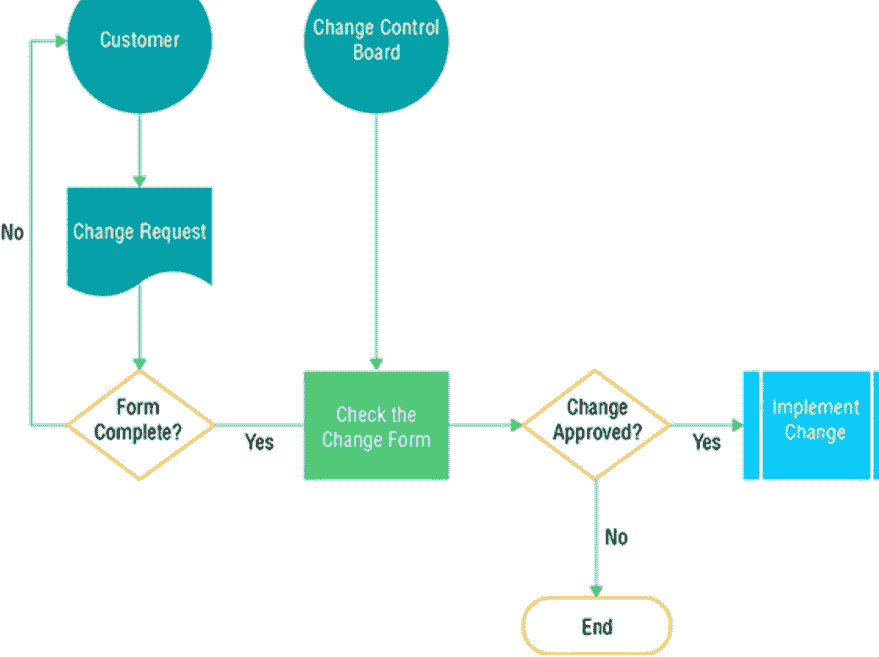 Customer
Change Control
Board
No
Change Request
Form
Complete?
Yes
Check the
Change Form
Change
Approved?
Yes
Implement
Change
No
End